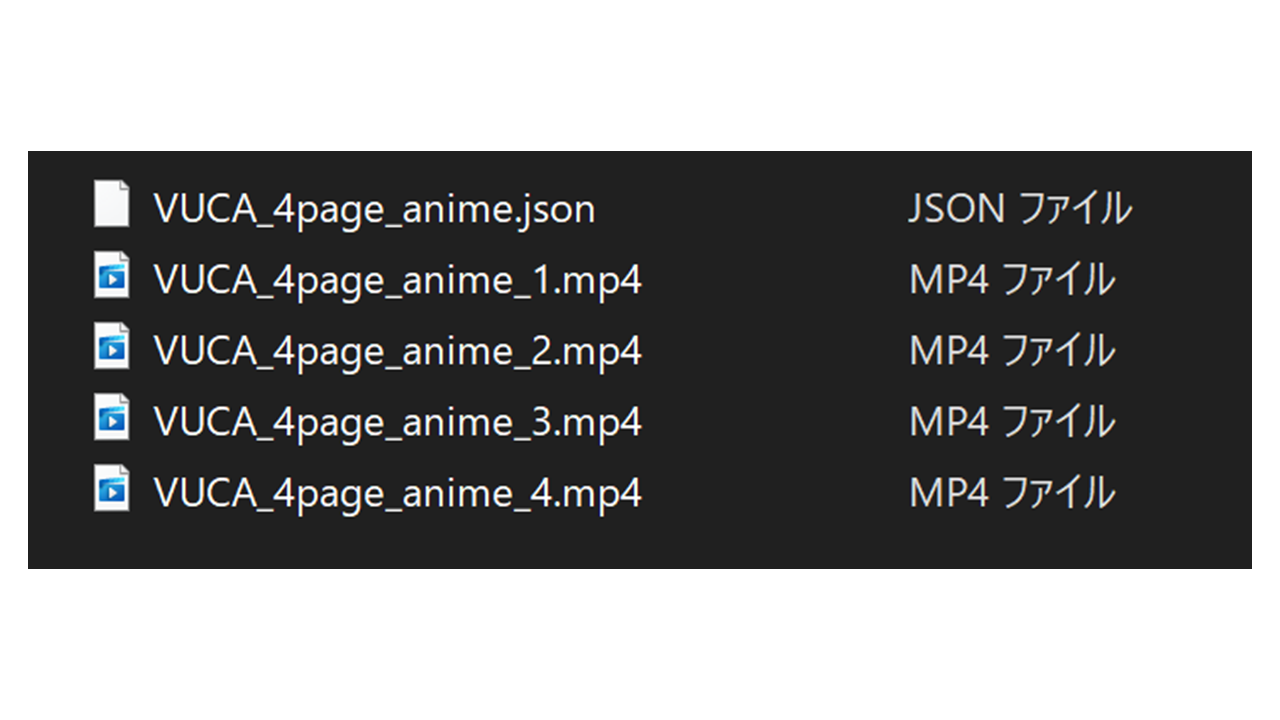 VUCA_4page_anime.json JSON ファイル
VUCA_4page_anime_1.mp4 MP4 ファイル
VUCA_4page_anime_2.mp4 MP4 ファイル
VUCA_4page_anime_3.mp4 MP4 ファイル
VUCA_4page_anime_4.mp4 MP4 ファイル